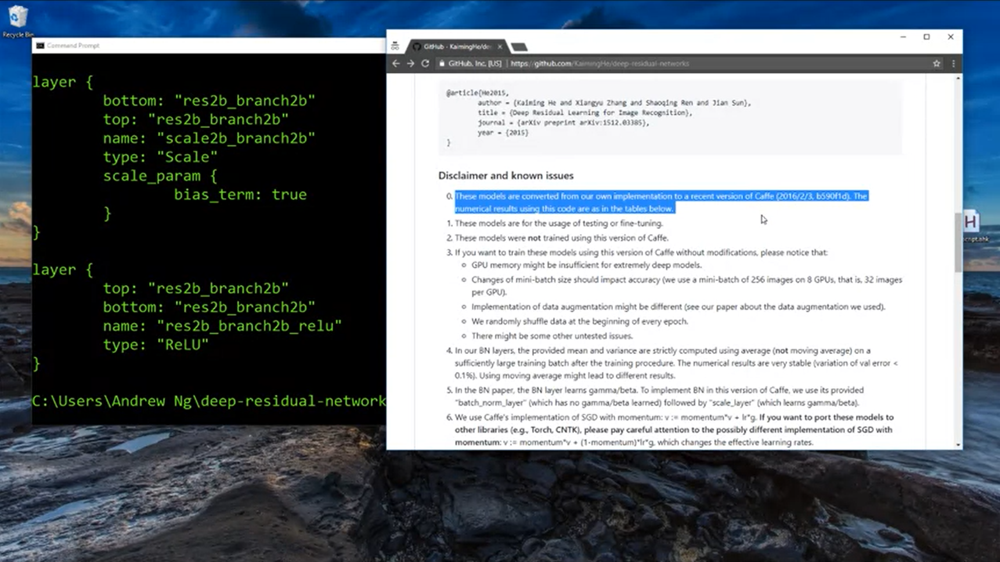 Recycle Bin
Command Prompt
layer {
bottom: "res2b_branch2b"
top: "res2b_branch2b"
name: "scale2b_branch2b"
type: "Scale"
scale_param {
bias_term: true
}
}
layer {
top: "res2b_branch2b"
bottom: "res2b_branch2b"
name: "res2b_branch2b_relu"
type: "ReLU"
}
C:\Users\Andrew Ng\deep-residual-network
GitHub - KaimingHe/de
GitHub, Inc. [US] | https://github.com/KaimingHe/deep-residual-networks
@article{He2015,
author = {Kaiming He and Xiangyu Zhang and Shaoqing Ren and Jian Sun},
title = {Deep Residual Learning for Image Recognition},
journal = {arXiv preprint arXiv:1512.03385},
year = {2015}
}
Disclaimer and known issues
0. These models are converted from our own implementation to a recent version of Caffe (2016/2/3, b590f1d). The
numerical results using this code are as in the tables below.
1. These models are for the usage of testing or fine-tuning.
2. These models were not trained using this version of Caffe.
3. If you want to train these models using this version of Caffe without modifications, please notice that:
GPU memory might be insufficient for extremely deep models.
Changes of mini-batch size should impact accuracy (we use a mini-batch of 256 images on 8 GPUs, that is, 32 images
per GPU).
Implementation of data augmentation might be different (see our paper about the data augmentation we used).
We randomly shuffle data at the beginning of every epoch.
There might be some other untested issues.
4. In our BN layers, the provided mean and variance are strictly computed using average (not moving average) on a
sufficiently large training batch after the training procedure. The numerical results are very stable (variation of val error <
0.1%). Using moving average might lead to different results.
5. In the BN paper, the BN layer learns gamma/beta. To implement BN in this version of Caffe, we use its provided
"batch_norm_layer" (which has no gamma/beta learned) followed by "scale_layer" (which learns gamma/beta).
6. We use Caffe's implementation of SGD with momentum: v := momentum*v + lr*g. If you want to port these models to
other libraries (e.g., Torch, CNTK), please pay careful attention to the possibly different implementation of SGD with
momentum: v := momentum*v + (1-momentum)*lr*g, which changes the effective learning rates.
H